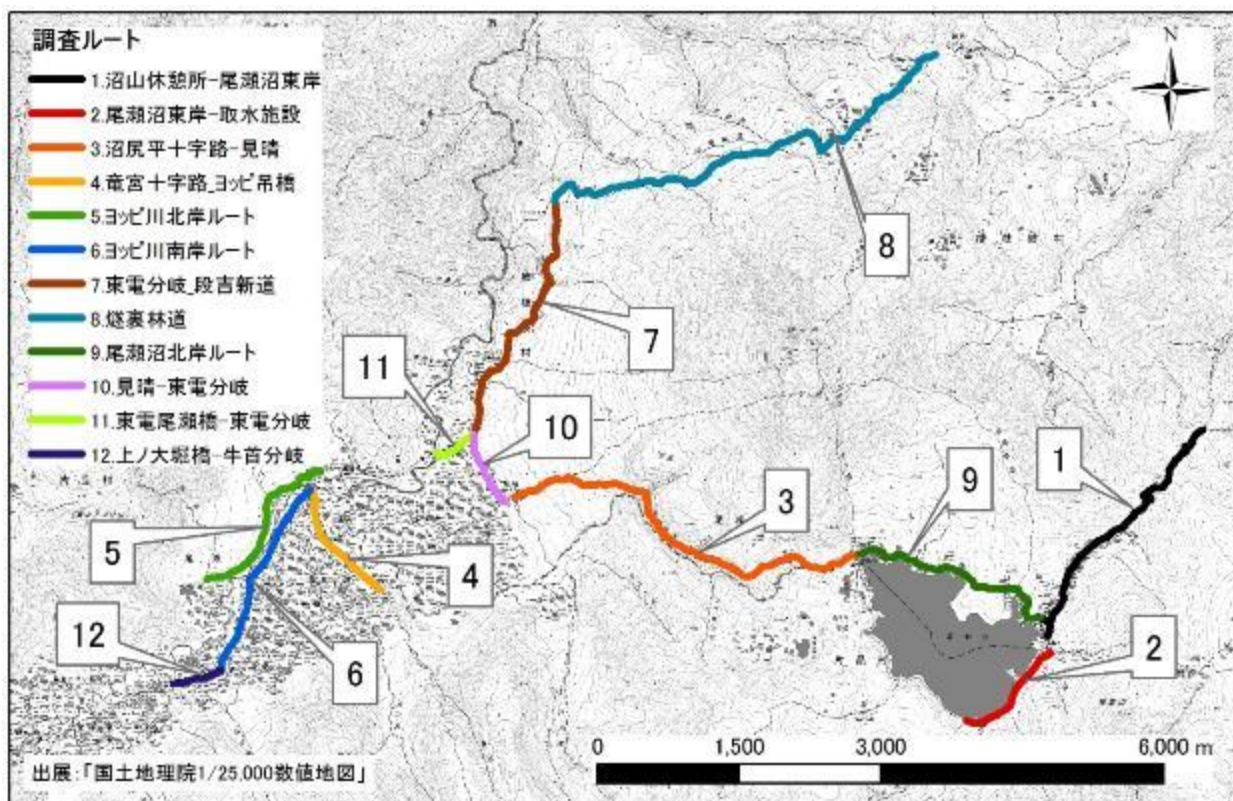 調査ルート
1.沼山休憩所-尾瀬沼東岸
2.尾瀬沼東岸-取水施設
3.沼尻平十字路-見晴
4.竜宮十字路_ヨッピ吊橋
5.ヨッピ川北岸ルート
6.ヨッピ川南岸ルート
7.東電分岐_段吉新道
8.燧裏林道
9.尾瀬沼北岸ルート
10.見晴-東電分岐
11.東電尾瀬橋-東電分岐
12.上ノ大堀橋-牛首分岐
N
8
7
11
10
1
9
3
5
4
12
6
2
0 1,500 3,000 6,000 m
出展:「国土地理院1/25,000数値地図」